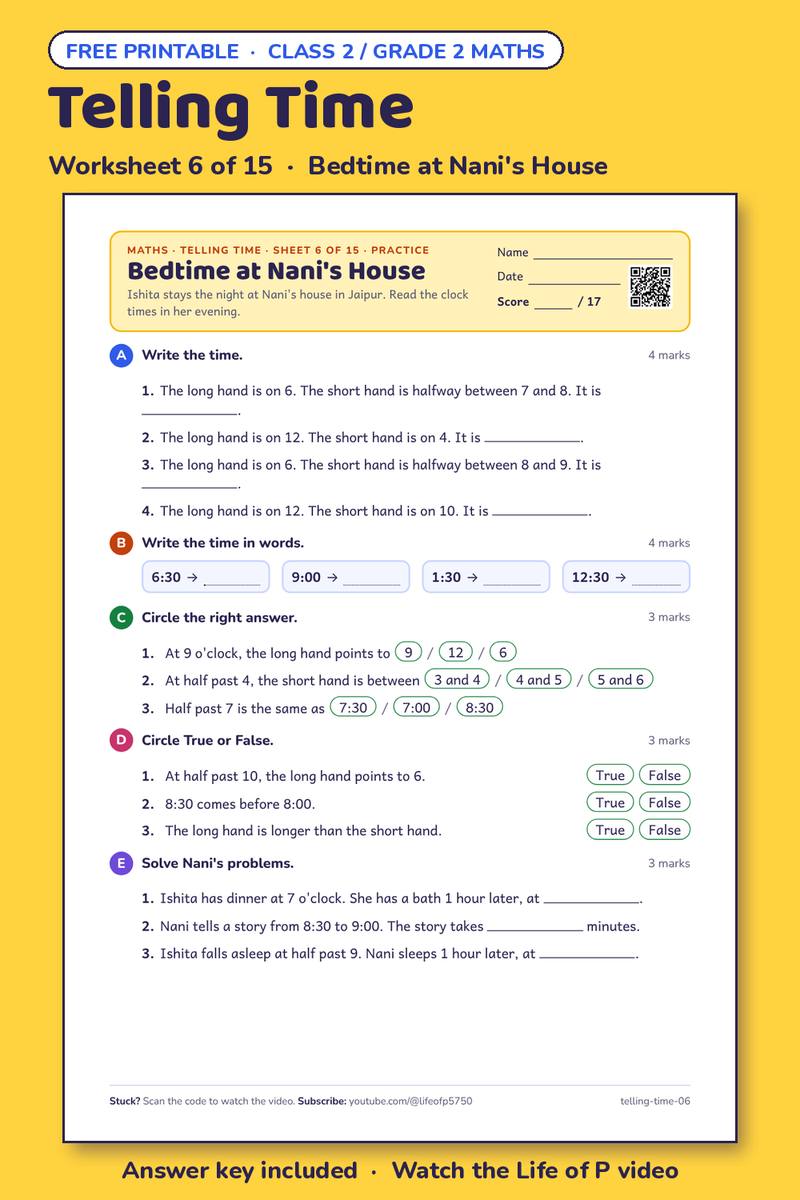 FREE PRINTABLE · CLASS 2 / GRADE 2 MATHS
Telling Time
Worksheet 6 of 15 · Bedtime at Nani's House
MATHS · TELLING TIME · SHEET 6 OF 15 · PRACTICE
Bedtime at Nani's House
Ishita stays the night at Nani's house in Jaipur. Read the clock
times in her evening.
Name ____________
Date ____________
Score ______ / 17
A Write the time. 4 marks
1. The long hand is on 6. The short hand is halfway between 7 and 8. It is
____________.
2. The long hand is on 12. The short hand is on 4. It is ____________.
3. The long hand is on 6. The short hand is halfway between 8 and 9. It is
____________.
4. The long hand is on 12. The short hand is on 10. It is ____________.
B Write the time in words. 4 marks
6:30 → ________ 9:00 → ________ 1:30 → ________ 12:30 → ________
C Circle the right answer. 3 marks
1. At 9 o'clock, the long hand points to 9 / 12 / 6
2. At half past 4, the short hand is between 3 and 4 / 4 and 5 / 5 and 6
3. Half past 7 is the same as 7:30 / 7:00 / 8:30
D Circle True or False. 3 marks
1. At half past 10, the long hand points to 6. True False
2. 8:30 comes before 8:00. True False
3. The long hand is longer than the short hand. True False
E Solve Nani's problems. 3 marks
1. Ishita has dinner at 7 o'clock. She has a bath 1 hour later, at ____________.
2. Nani tells a story from 8:30 to 9:00. The story takes ____________ minutes.
3. Ishita falls asleep at half past 9. Nani sleeps 1 hour later, at ____________.
Stuck? Scan the code to watch the video. Subscribe: youtube.com/@lifeofp5750 telling-time-06
Answer key included · Watch the Life of P video